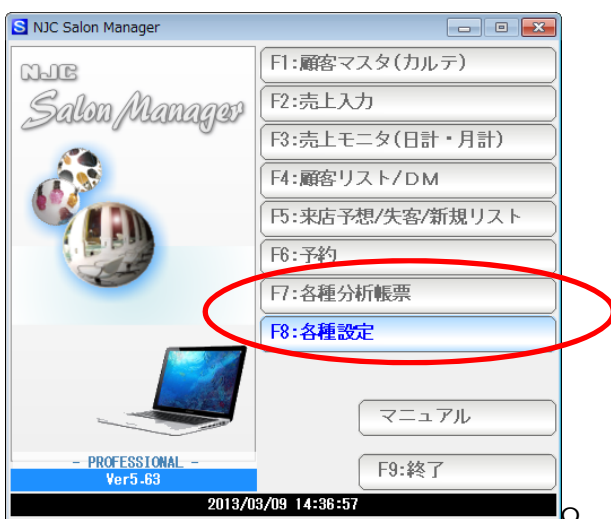 NJC Salon Manager
NJC
Salon Manager
F1:顧客マスタ(カルテ)
F2:売上入力
F3:売上モニタ(日計・月計)
F4:顧客リスト/DM
F5:来店予想/失客/新規リスト
F6:予約
F7:各種分析帳票
F8:各種設定
マニュアル
F9:終了
- PROFESSIONAL -
Ver5.63
2013/03/09 14:36:57
。